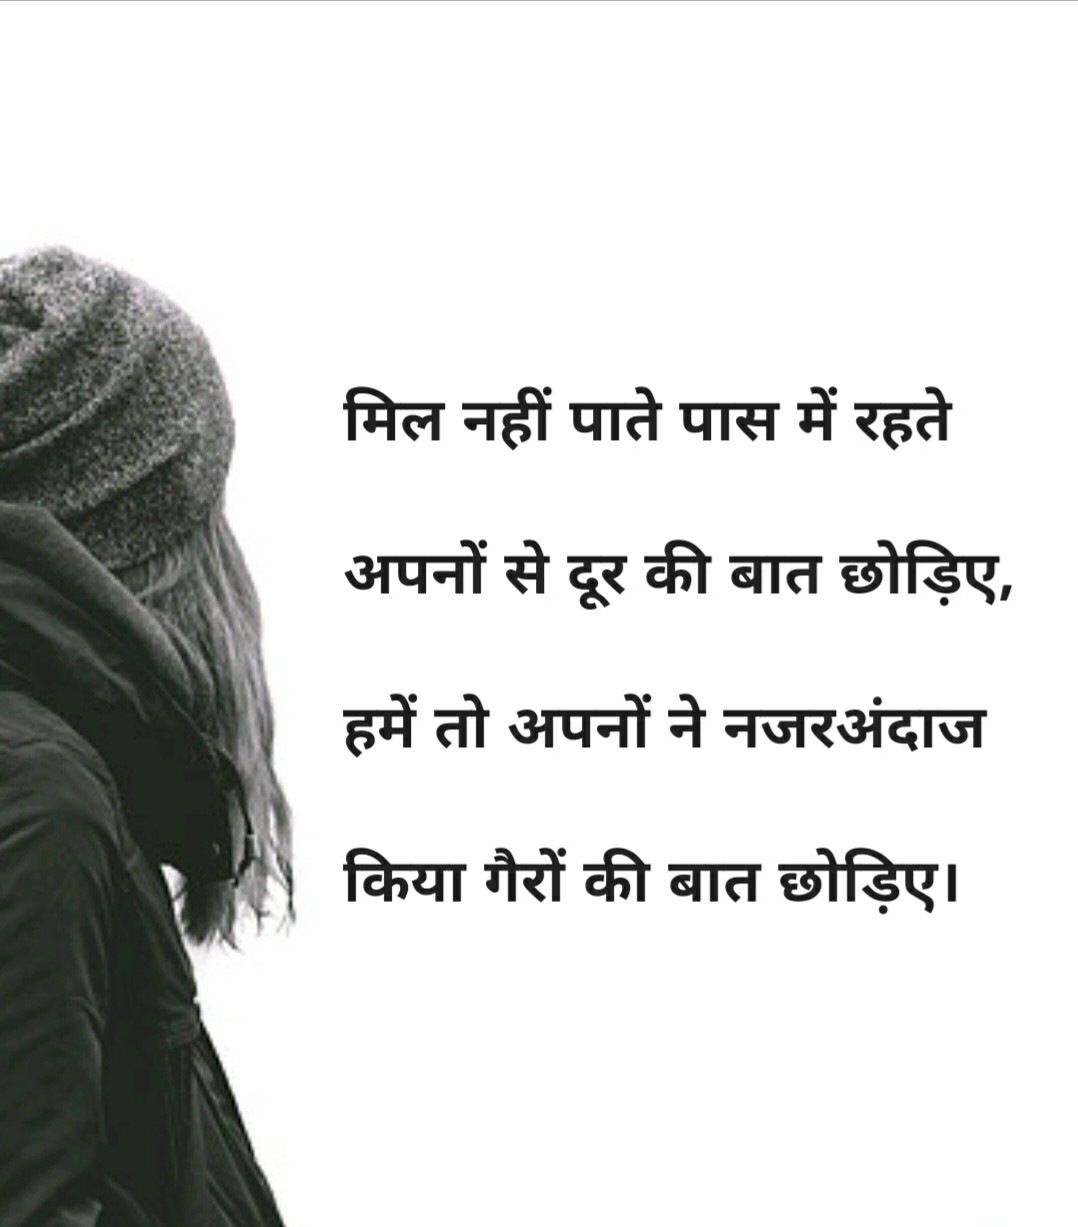 मिल नहीं पाते पास में रहते
अपनों से दूर की बात छोड़िए,
हमें तो अपनों ने नजरअंदाज
किया गैरों की बात छोड़िए।